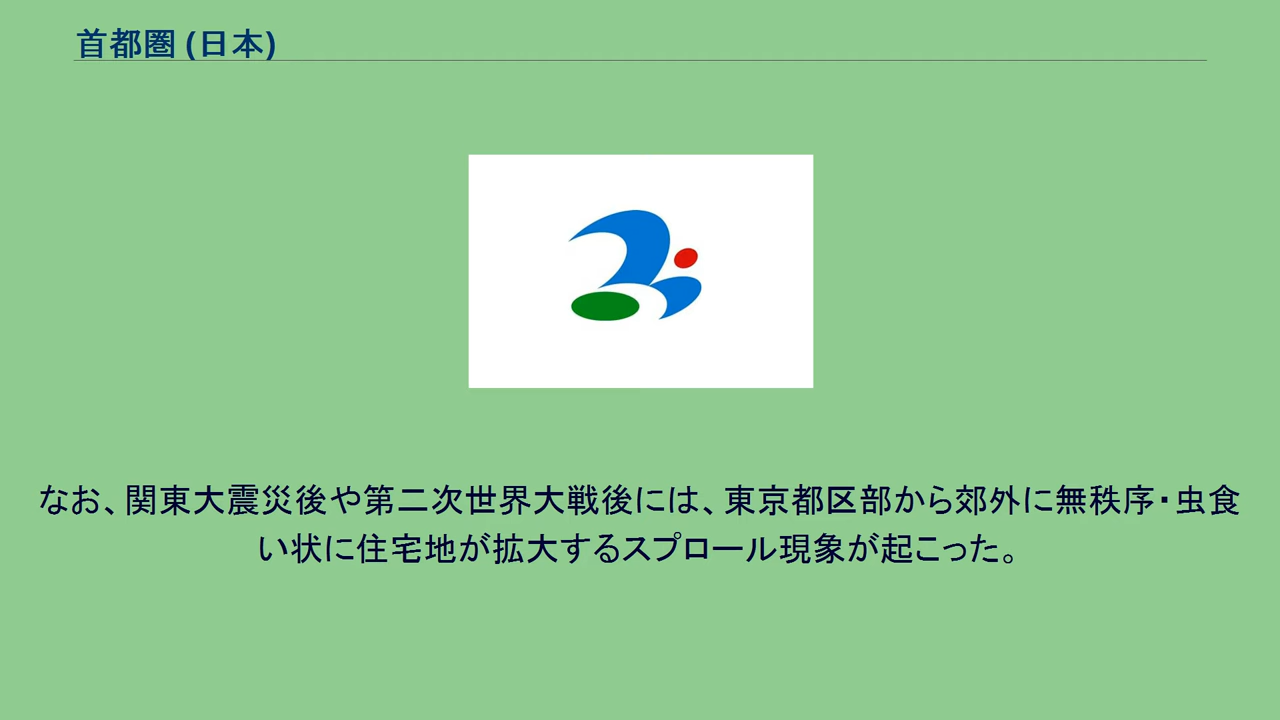 首都圏 (日本)
なお、関東大震災後や第二次世界大戦後には、東京都区部から郊外に無秩序・虫食
い状に住宅地が拡大するスプロール現象が起こった。